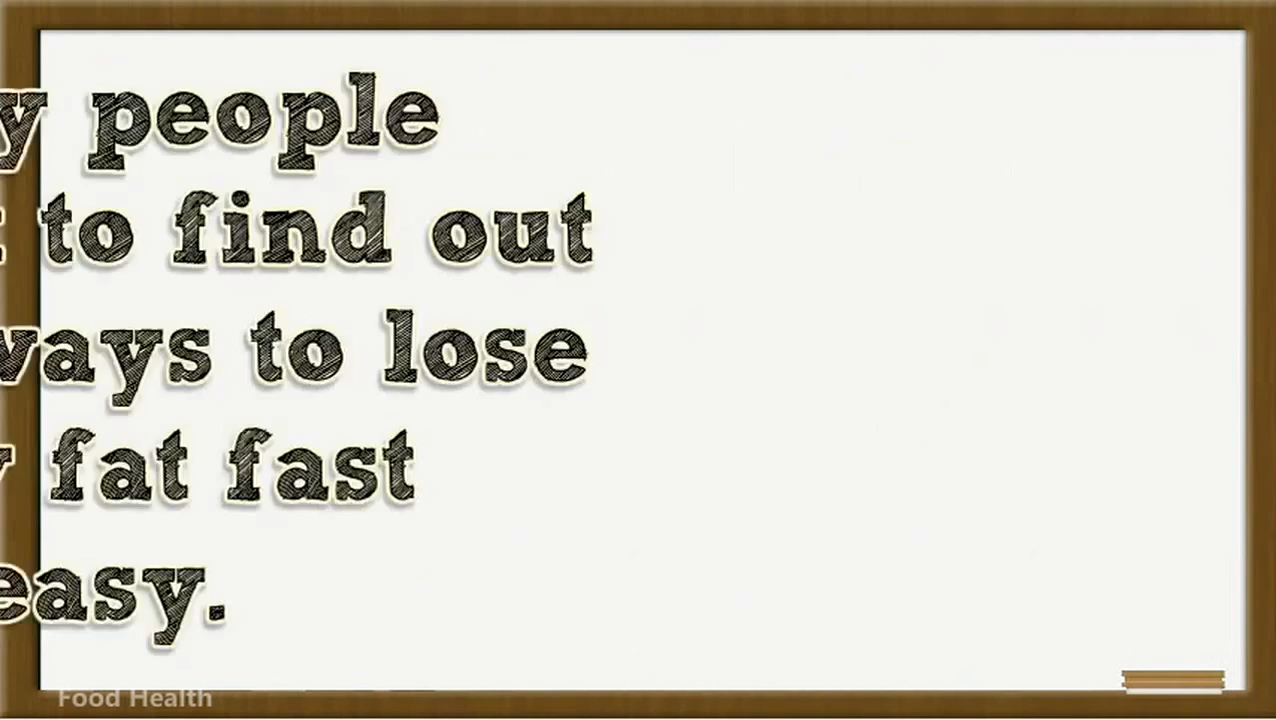 y people
to find out
ways to lose
y fat fast
easy.
Food Health